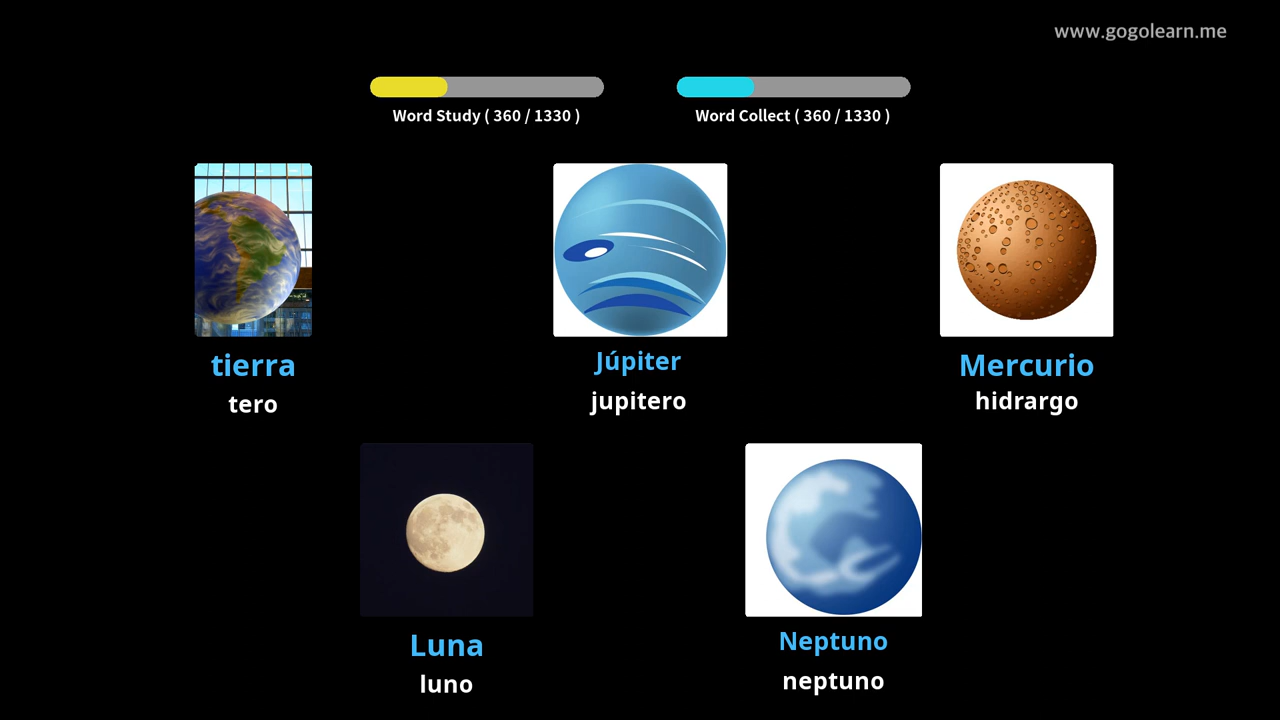 www.gogolearn.me
Word Study ( 360 / 1330 )
Word Collect ( 360 / 1330 )
tierra
tero
Júpiter
jupitero
Mercurio
hidrargo
Luna
luno
Neptuno
neptuno